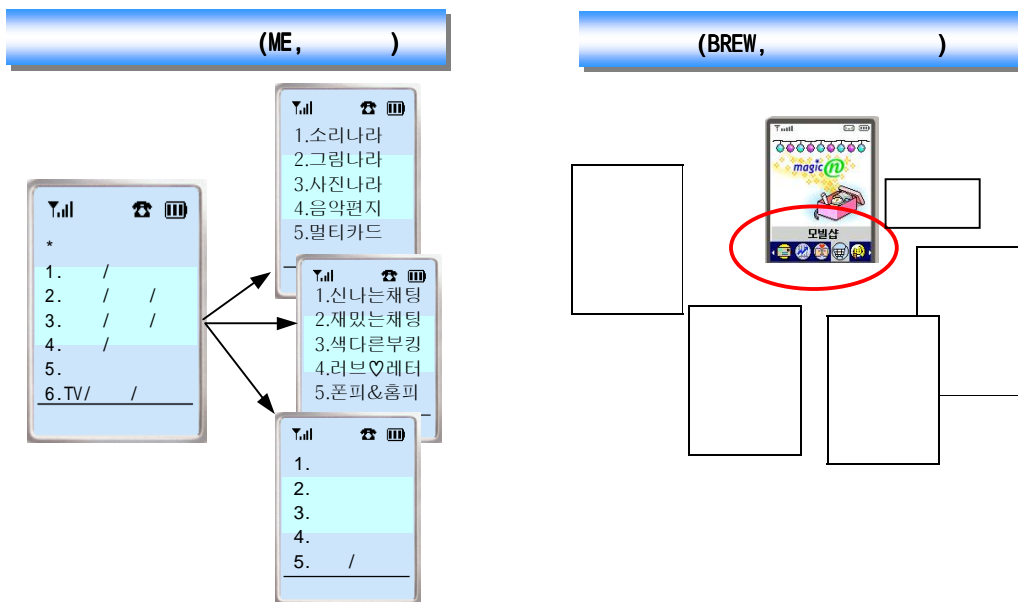 (ME, )
(BREW, )
*
1. /
2. / /
3. / /
4. /
5.
6.TV/ /
1.소리나라
2.그림나라
3.사진나라
4.음악편지
5.멀티카드
1.신나는채팅
2.재밌는채팅
3.색다른부킹
4.러브♡레터
5.폰피&홈피
1.
2.
3.
4.
5. /
magic n
모빌샵